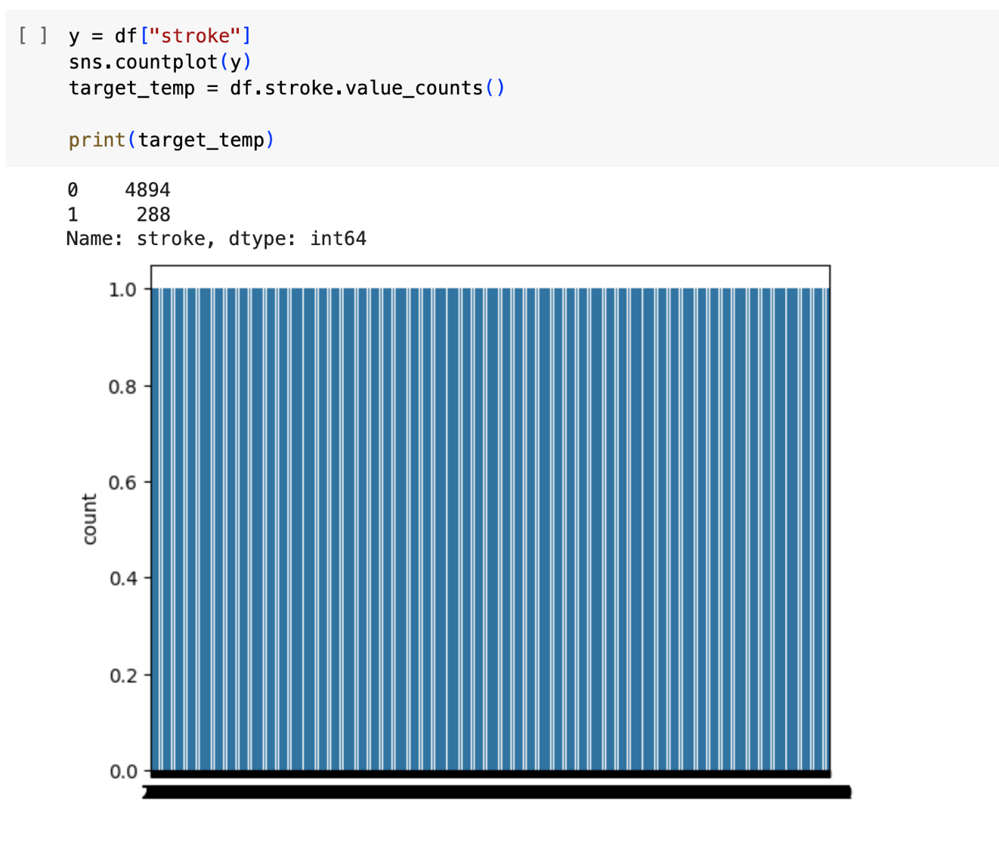 [ ] y = df["stroke"]
sns.countplot(y)
target_temp = df.stroke.value_counts()
print(target_temp)
0    4894
1     288
Name: stroke, dtype: int64
1.0
0.8
0.6
0.4
0.2
0.0
count